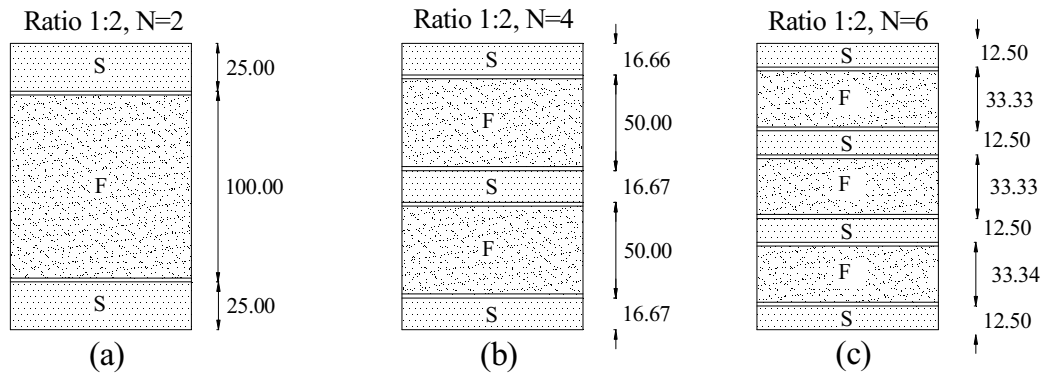 Ratio 1:2, N=2
S
25.00
F
100.00
S
25.00
(a)
Ratio 1:2, N=4
S
16.66
F
50.00
S
16.67
F
50.00
S
16.67
(b)
Ratio 1:2, N=6
S
12.50
F
33.33
S
12.50
F
33.33
S
12.50
F
33.34
S
12.50
(c)